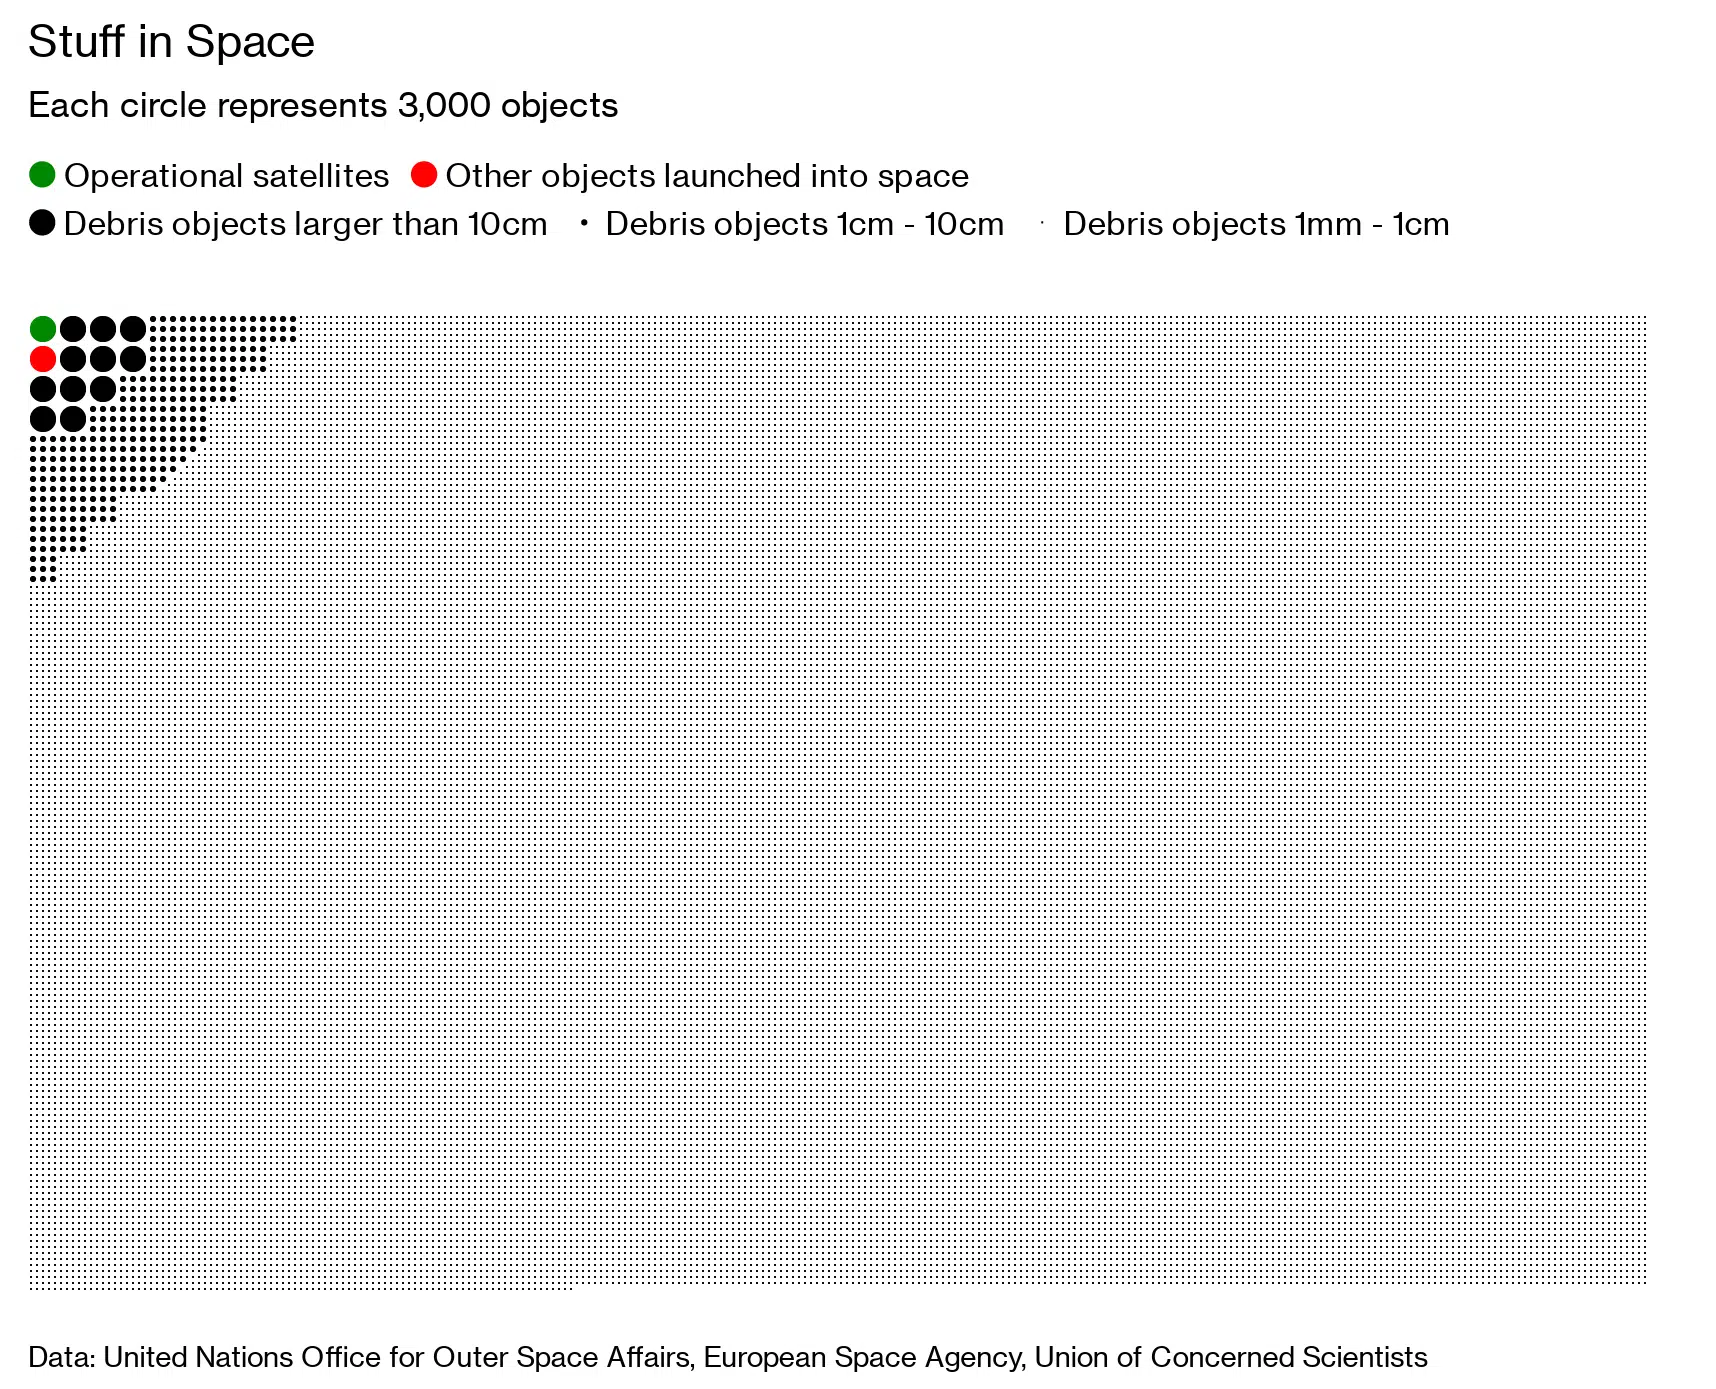 Stuff in Space
Each circle represents 3,000 objects
Operational satellites Other objects launched into space
Debris objects larger than 10cm Debris objects 1cm - 10cm Debris objects 1mm - 1cm
Data: United Nations Office for Outer Space Affairs, European Space Agency, Union of Concerned Scientists